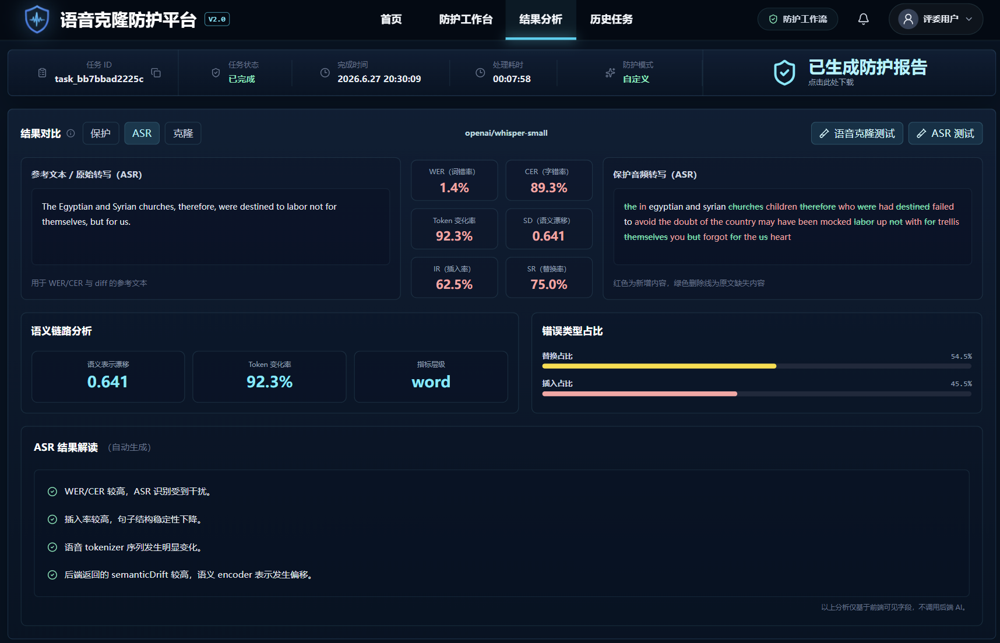 语音克隆防护平台 V2.0 首页 防护工作台 结果分析 历史任务 防护工作流 评委用户
任务 ID 任务状态 完成时间 处理耗时 防护模式 已生成防护报告
task_bb7bbad2225c 已完成 2026.6.27 20:30:09 00:07:58 自定义 点击此处下载
结果对比 保护 ASR 克隆 openai/whisper-small 语音克隆测试 ASR 测试
参考文本 / 原始转写（ASR）
The Egyptian and Syrian churches, therefore, were destined to labor not for
themselves, but for us.
用于 WER/CER 与 diff 的参考文本
WER（词错率） CER（字错率）
1.4% 89.3%
Token 变化率 SD（语义漂移）
92.3% 0.641
IR（插入率） SR（替换率）
62.5% 75.0%
保护音频转写（ASR）
the in egyptian and syrian churches children therefore who were had destined failed
to avoid the doubt of the country may have been mocked labor up not with for trellis
themselves you but forgot for the us heart
红色为新增内容，绿色删除线为原文缺失内容
语义链路分析
语义表示漂移 Token 变化率 指标层级
0.641 92.3% word
错误类型占比
替换占比 54.5%
插入占比 45.5%
ASR 结果解读 （自动生成）
WER/CER 较高，ASR 识别受到干扰。
插入率较高，句子结构稳定性下降。
语音 tokenizer 序列发生明显变化。
后端返回的 semanticDrift 较高，语义 encoder 表示发生偏移。
以上分析仅基于前端可见字段，不调用后端 AI。